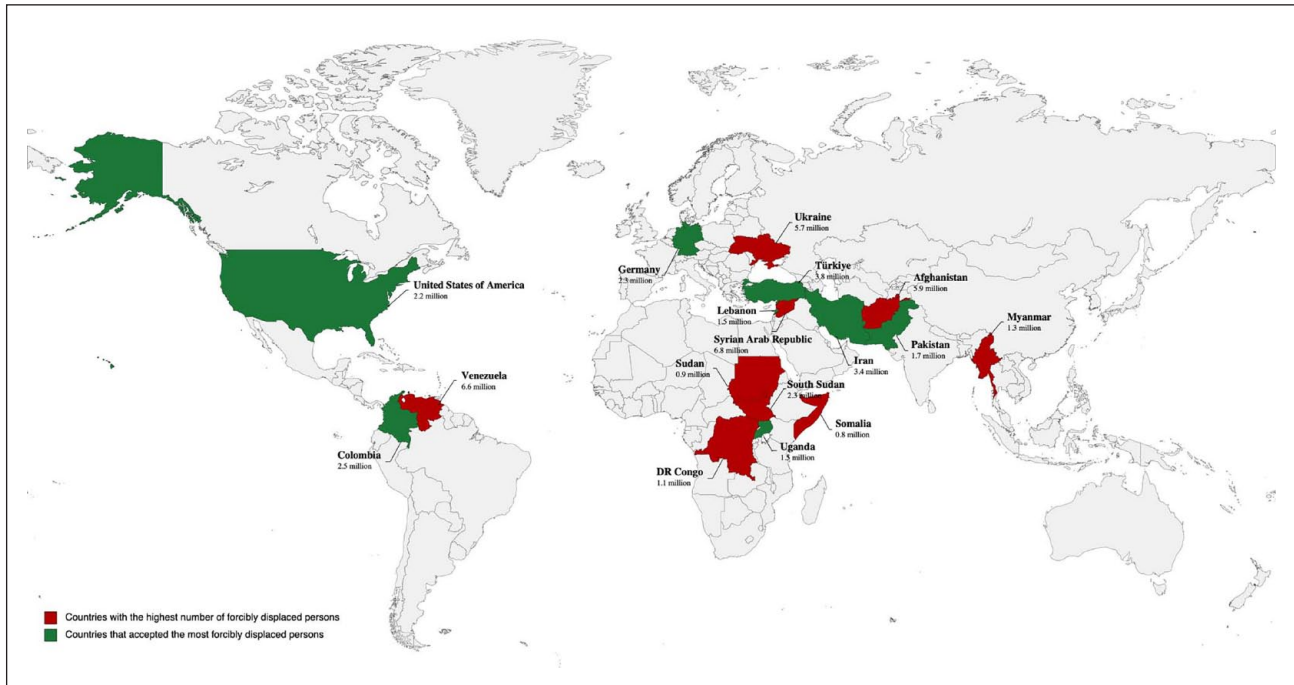 Ukraine
5.7 million
Germany
2.3 million
Türkiye
3.8 million
Afghanistan
5.9 million
United States of America
2.2 million
Lebanon
1.5 million
Myanmar
1.3 million
Syrian Arab Republic
6.8 million
Pakistan
1.7 million
Iran
3.4 million
Sudan
0.9 million
South Sudan
2.3 million
Venezuela
6.6 million
Somalia
0.8 million
Uganda
1.5 million
Colombia
2.5 million
DR Congo
1.1 million
Countries with the highest number of forcibly displaced persons
Countries that accepted the most forcibly displaced persons